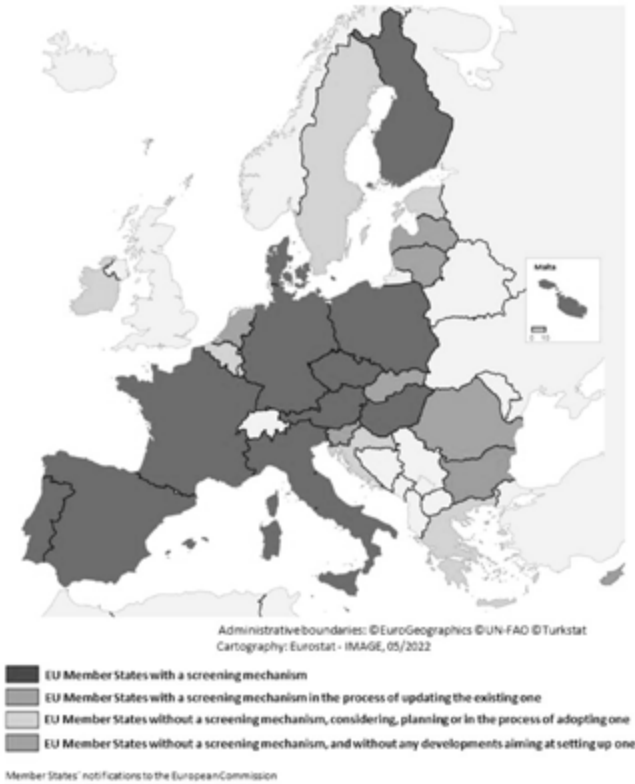 Malta
0 10
Administrative boundaries: ©EuroGeographics ©UN-FAO ©Turkstat
Cartography: Eurostat - IMAGE, 05/2022
EU Member States with a screening mechanism
EU Member States with a screening mechanism in the process of updating the existing one
EU Member States without a screening mechanism, considering, planning or in the process of adopting one
EU Member States without a screening mechanism, and without any developments aiming at setting up one
Member States' notifications to the European Commission